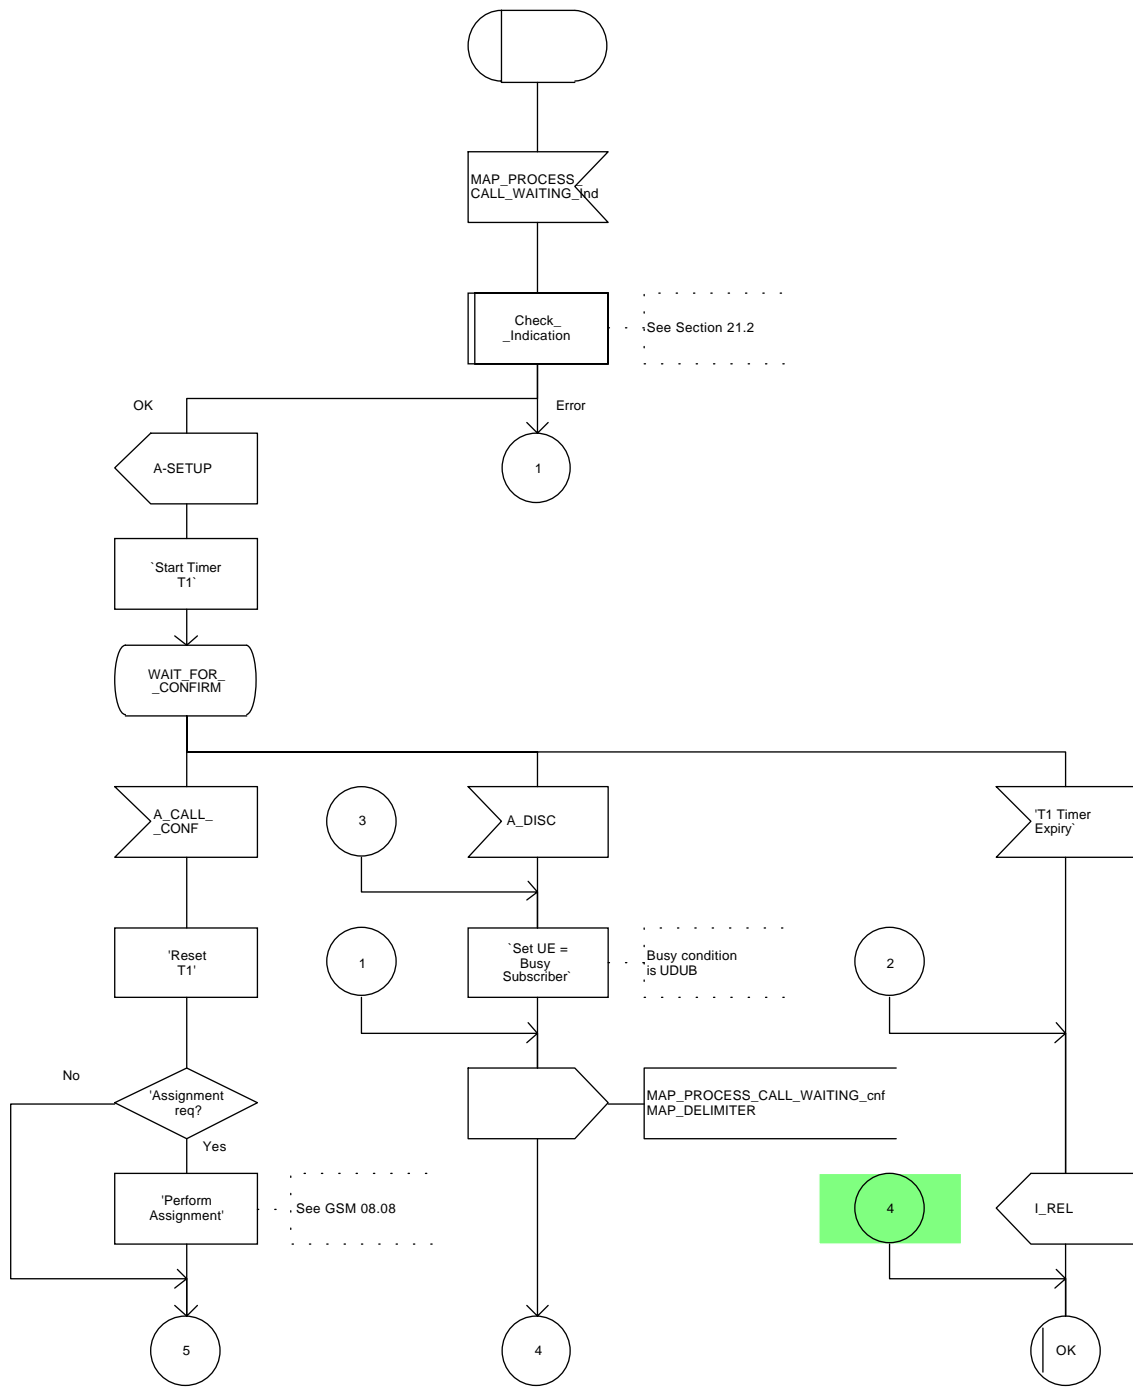 MAP_PROCESS_
CALL_WAITING_Ind
Check_
_Indication
See Section 21.2
OK
Error
A-SETUP
1
`Start Timer
T1`
WAIT_FOR_
_CONFIRM
A_CALL_
_CONF
3
A_DISC
'T1 Timer
Expiry`
'Reset
T1'
1
`Set UE =
Busy
Subscriber`
Busy condition
is UDUB
2
No
'Assignment
req?
Yes
MAP_PROCESS_CALL_WAITING_cnf
MAP_DELIMITER
'Perform
Assignment'
See GSM 08.08
4
I_REL
5
4
OK